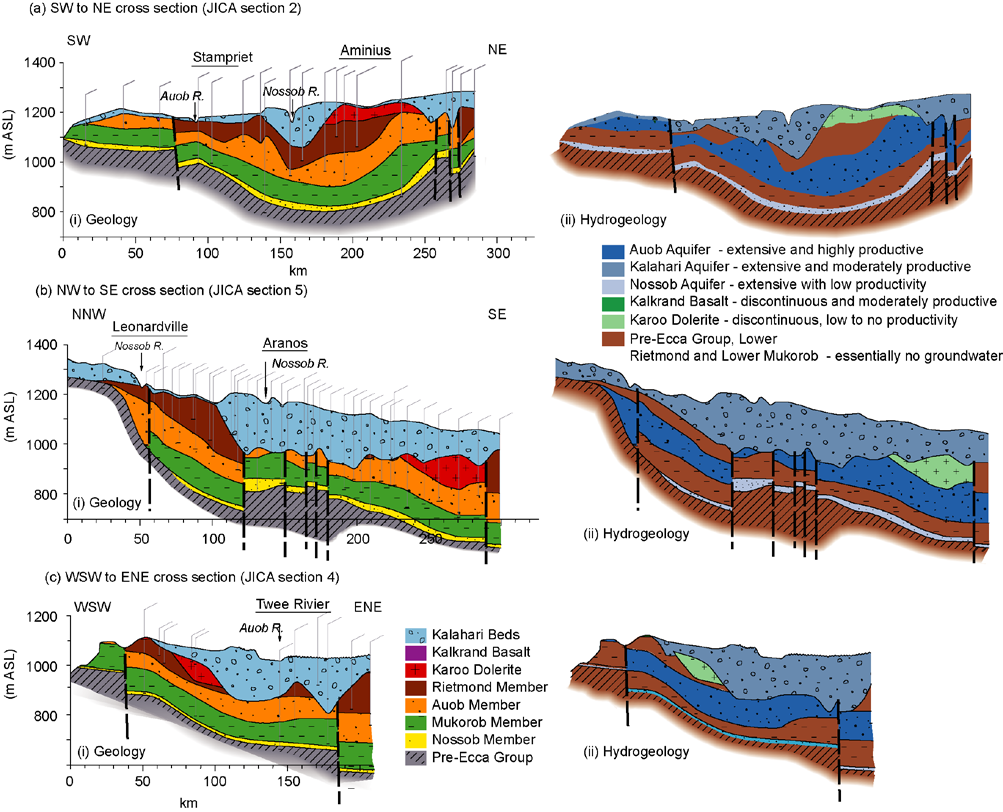 (a) SW to NE cross section (JICA section 2)
SW
Stampriet
Aminius
NE
1400
Auob R.
Nossob R.
1200
(m ASL)
1000
800
(i) Geology
(ii) Hydrogeology
0 50 100 150 200 250 300
km
Auob Aquifer - extensive and highly productive
Kalahari Aquifer - extensive and moderately productive
Nossob Aquifer - extensive with low productivity
Kalkrand Basalt - discontinuous and moderately productive
Karoo Dolerite - discontinuous, low to no productivity
Pre-Ecca Group, Lower
Rietmond and Lower Mukorob - essentially no groundwater
(b) NW to SE cross section (JICA section 5)
NNW
Leonardville
Nossob R.
Aranos
Nossob R.
SE
1400
1200
(m ASL)
1000
800
(i) Geology
(ii) Hydrogeology
0 50 100 150 200 250 300
(c) WSW to ENE cross section (JICA section 4)
WSW
Twee Rivier
ENE
Auob R.
1200
(m ASL)
1000
800
(i) Geology
(ii) Hydrogeology
0 50 100 150
km
Kalahari Beds
Kalkrand Basalt
Karoo Dolerite
Rietmond Member
Auob Member
Mukorob Member
Nossob Member
Pre-Ecca Group